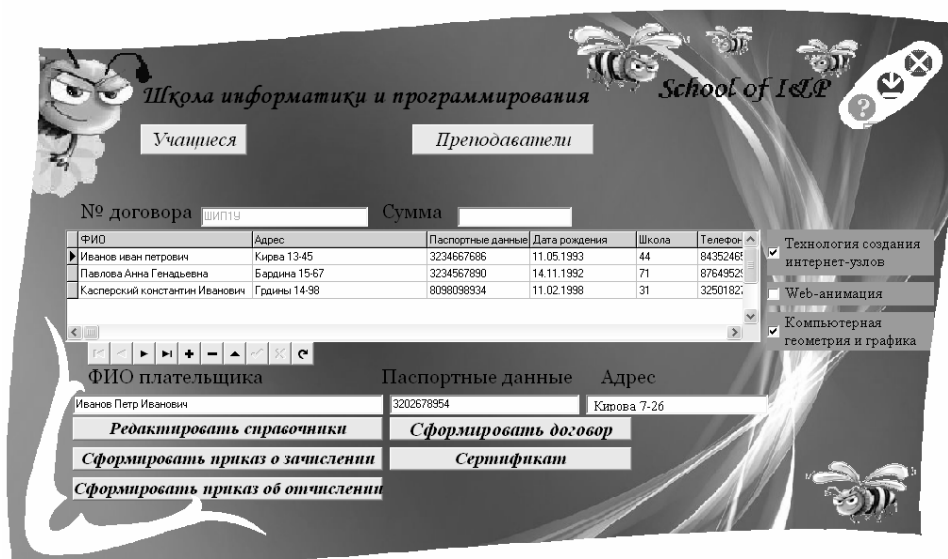 Школа информатики и программирования
School of I&P
?
Учащиеся
Преподаватели
№ договора ШИП1У
Сумма
ФИО Адрес Паспортные данные Дата рождения Школа Телефон
Иванов иван петрович Кирва 13-45 3234667686 11.05.1993 44 84352465
Павлова Анна Генадьевна Бардина 15-67 3234567890 14.11.1992 71 87649529
Касперский константин Иванович Грдины 14-98 8098098934 11.02.1998 31 3250182
Технология создания
интернет-узлов
Web-анимация
Компьютерная
геометрия и графика
ФИО плательщика Паспортные данные Адрес
Иванов Петр Иванович 3202678954 Кирова 7-26
Редактировать справочники
Сформировать договор
Сформировать приказ о зачислении
Сертификат
Сформировать приказ об отчислении